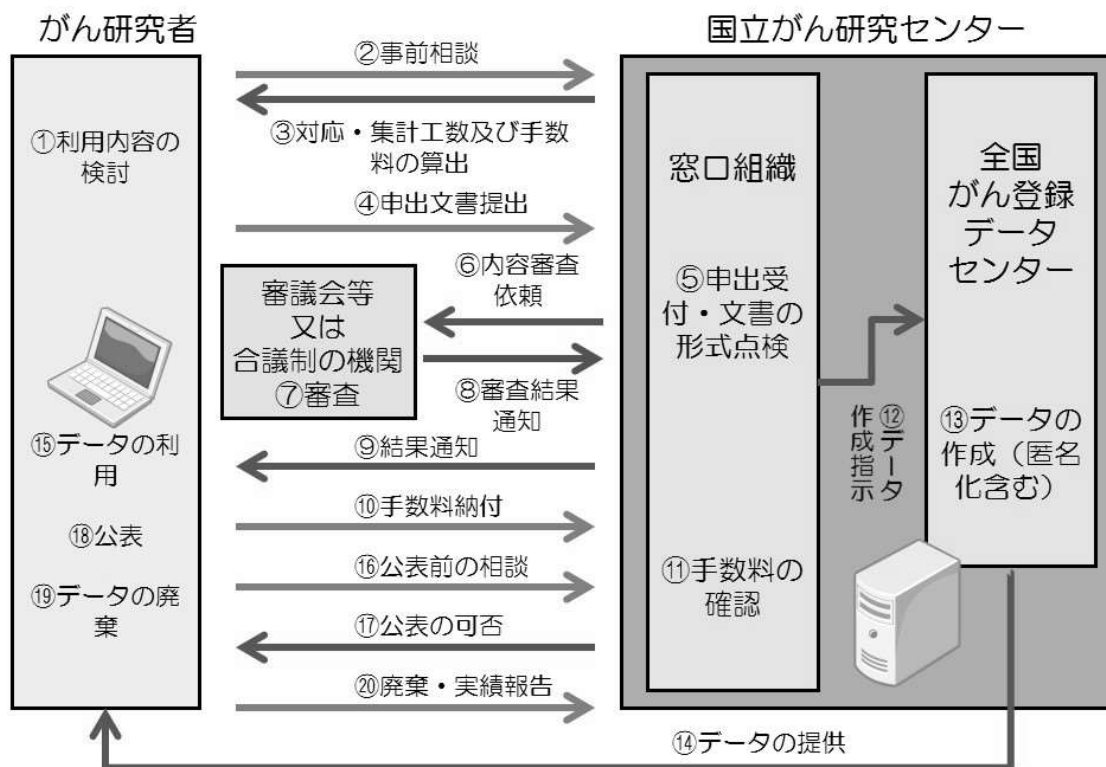 がん研究者
国立がん研究センター
②事前相談
①利用内容の
検討
③対応・集計工数及び手数
料の算出
④申出文書提出
窓口組織
全国
がん登録
データ
センター
⑥内容審査
依頼
審議会等
又は
合議制の機関
⑦審査
⑤申出受
付・文書の
形式点検
⑧審査結果
通知
⑫データ
作成指示
⑬データの
作成（匿名
化含む）
⑮データの利
用
⑨結果通知
⑩手数料納付
⑱公表
⑯公表前の相談
⑪手数料の
確認
⑲データの廃
棄
⑰公表の可否
⑳廃棄・実績報告
⑭データの提供